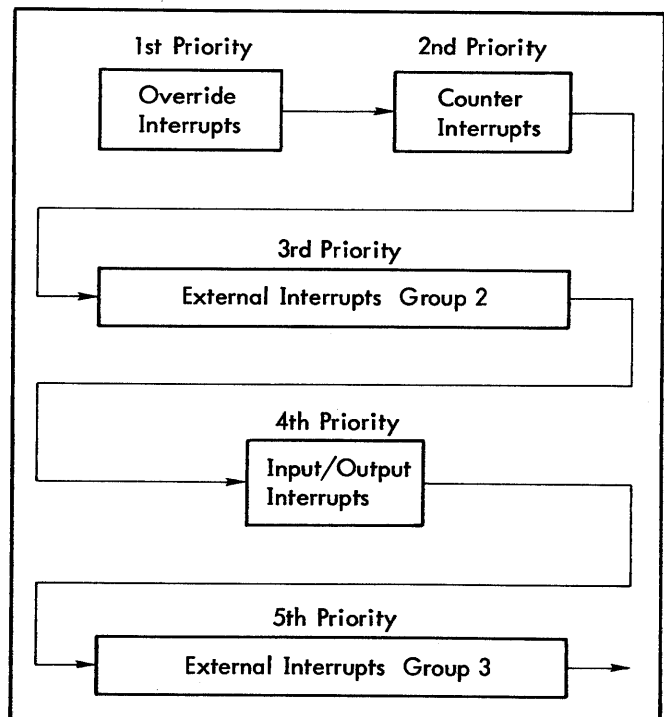 1st Priority
2nd Priority
Override
Interrupts
Counter
Interrupts
3rd Priority
External Interrupts Group 2
4th Priority
Input/Output
Interrupts
5th Priority
External Interrupts Group 3